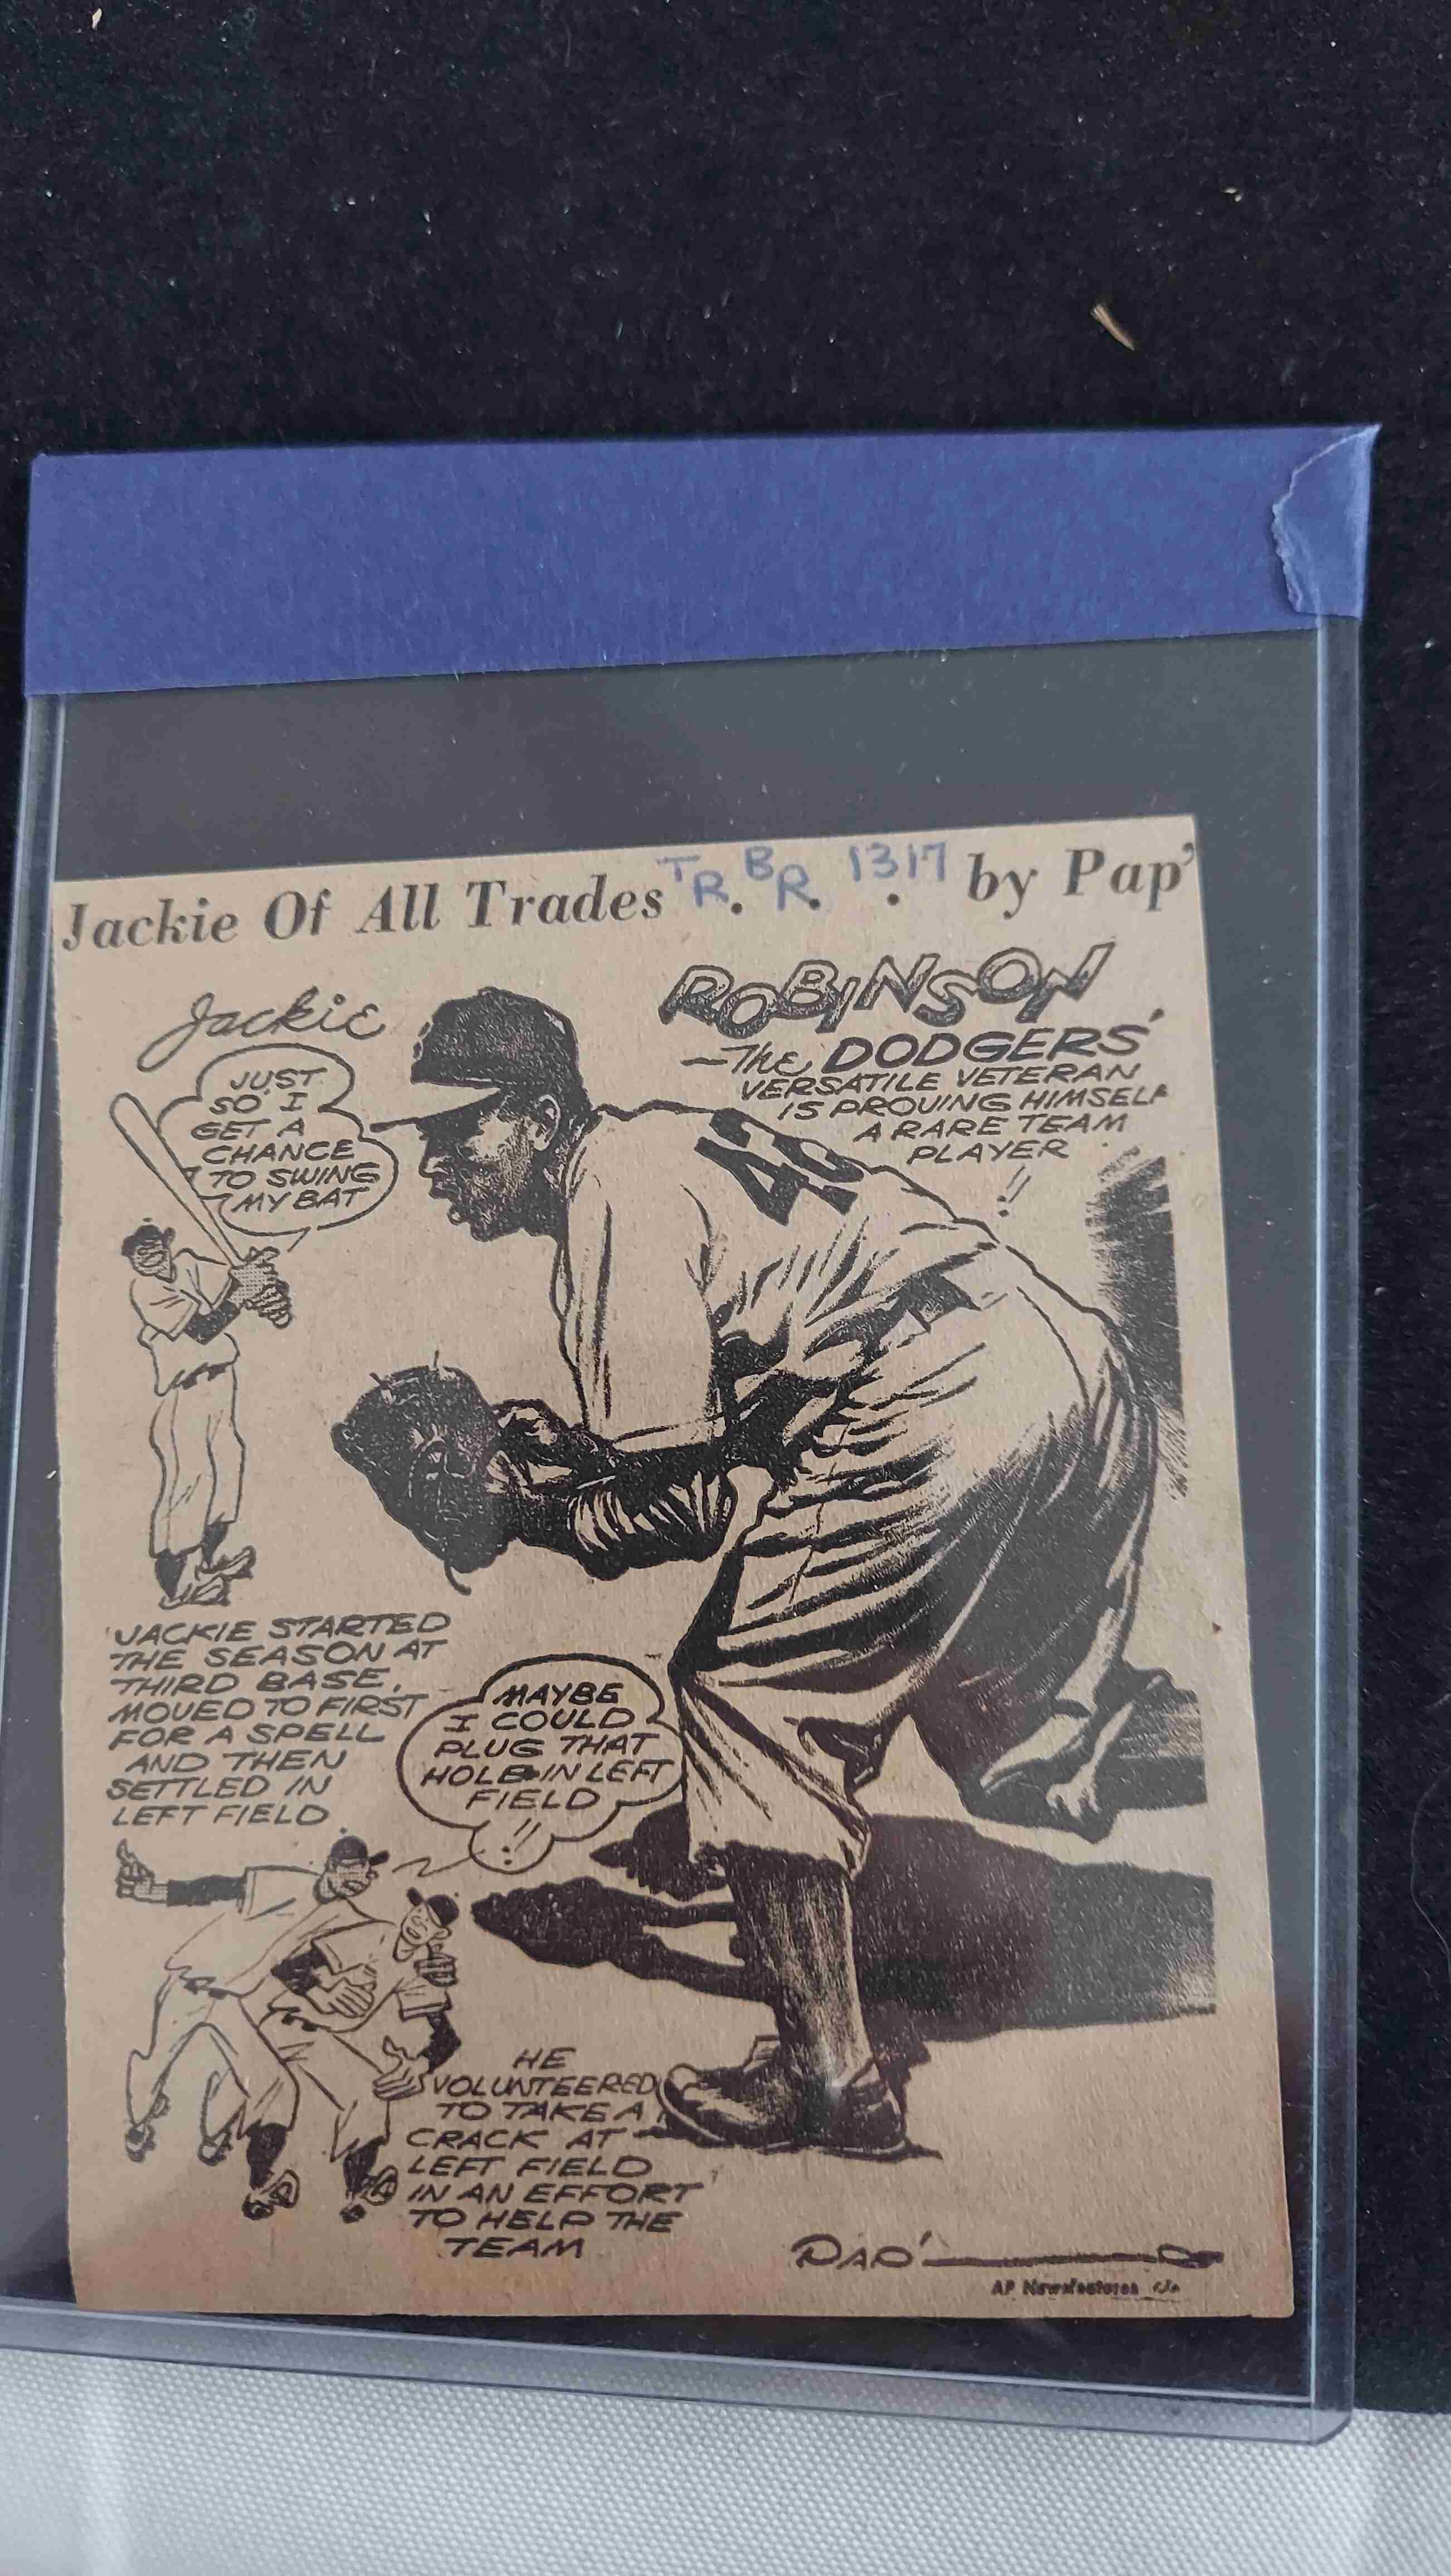 Jackie Of All Trades . . . by Pap'
T R B R 1317
Jackie
ROBINSON,
—The DODGERS'
VERSATILE VETERAN
IS PROVING HIMSELF
A RARE TEAM
PLAYER
!!
JUST
SO I
GET A
CHANCE
TO SWING
MY BAT
42
JACKIE STARTED
THE SEASON AT
THIRD BASE,
MOVED TO FIRST
FOR A SPELL
AND THEN
SETTLED IN
LEFT FIELD.
MAYBE
I COULD
PLUG THAT
HOLE IN LEFT
FIELD
!!
HE
VOLUNTEERED
TO TAKE A
CRACK AT
LEFT FIELD
IN AN EFFORT
TO HELP THE
TEAM
PAP'
AP Newsfeatures